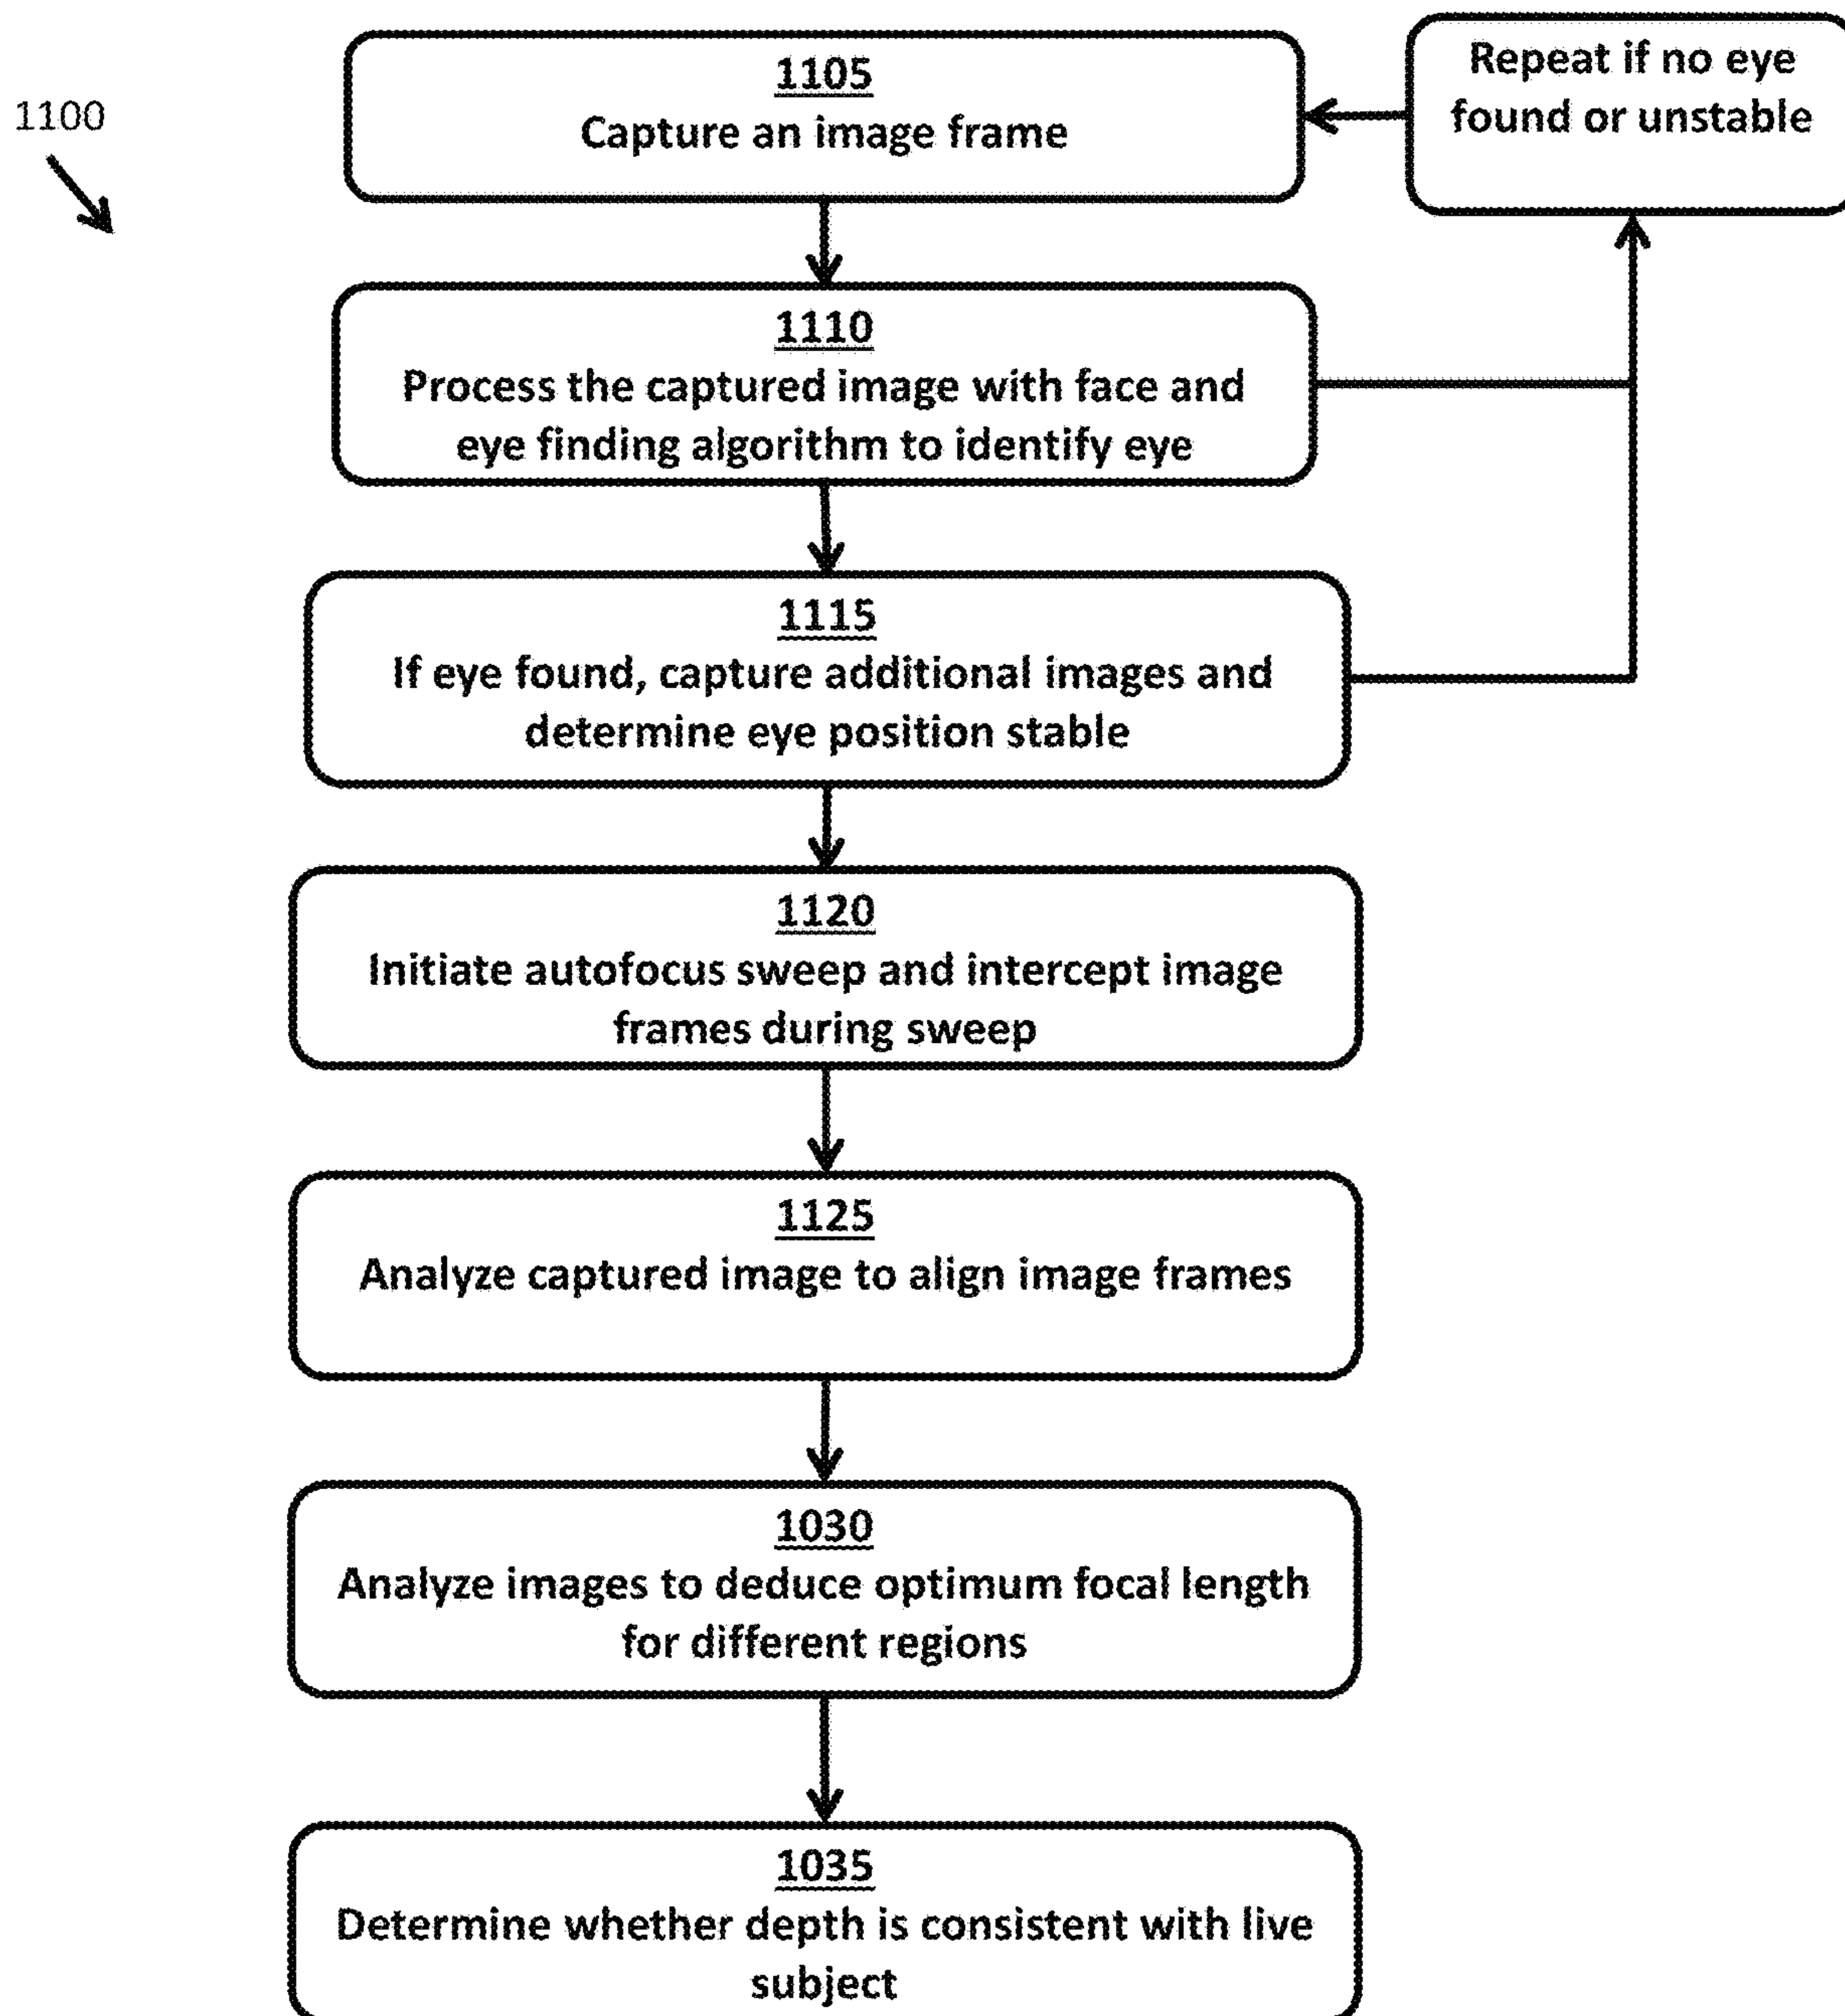 1100
1105
Capture an image frame
Repeat if no eye
found or unstable
1110
Process the captured image with face and
eye finding algorithm to identify eye
1115
If eye found, capture additional images and
determine eye position stable
1120
Initiate autofocus sweep and intercept image
frames during sweep
1125
Analyze captured image to align image frames
1030
Analyze images to deduce optimum focal length
for different regions
1035
Determine whether depth is consistent with live
subject